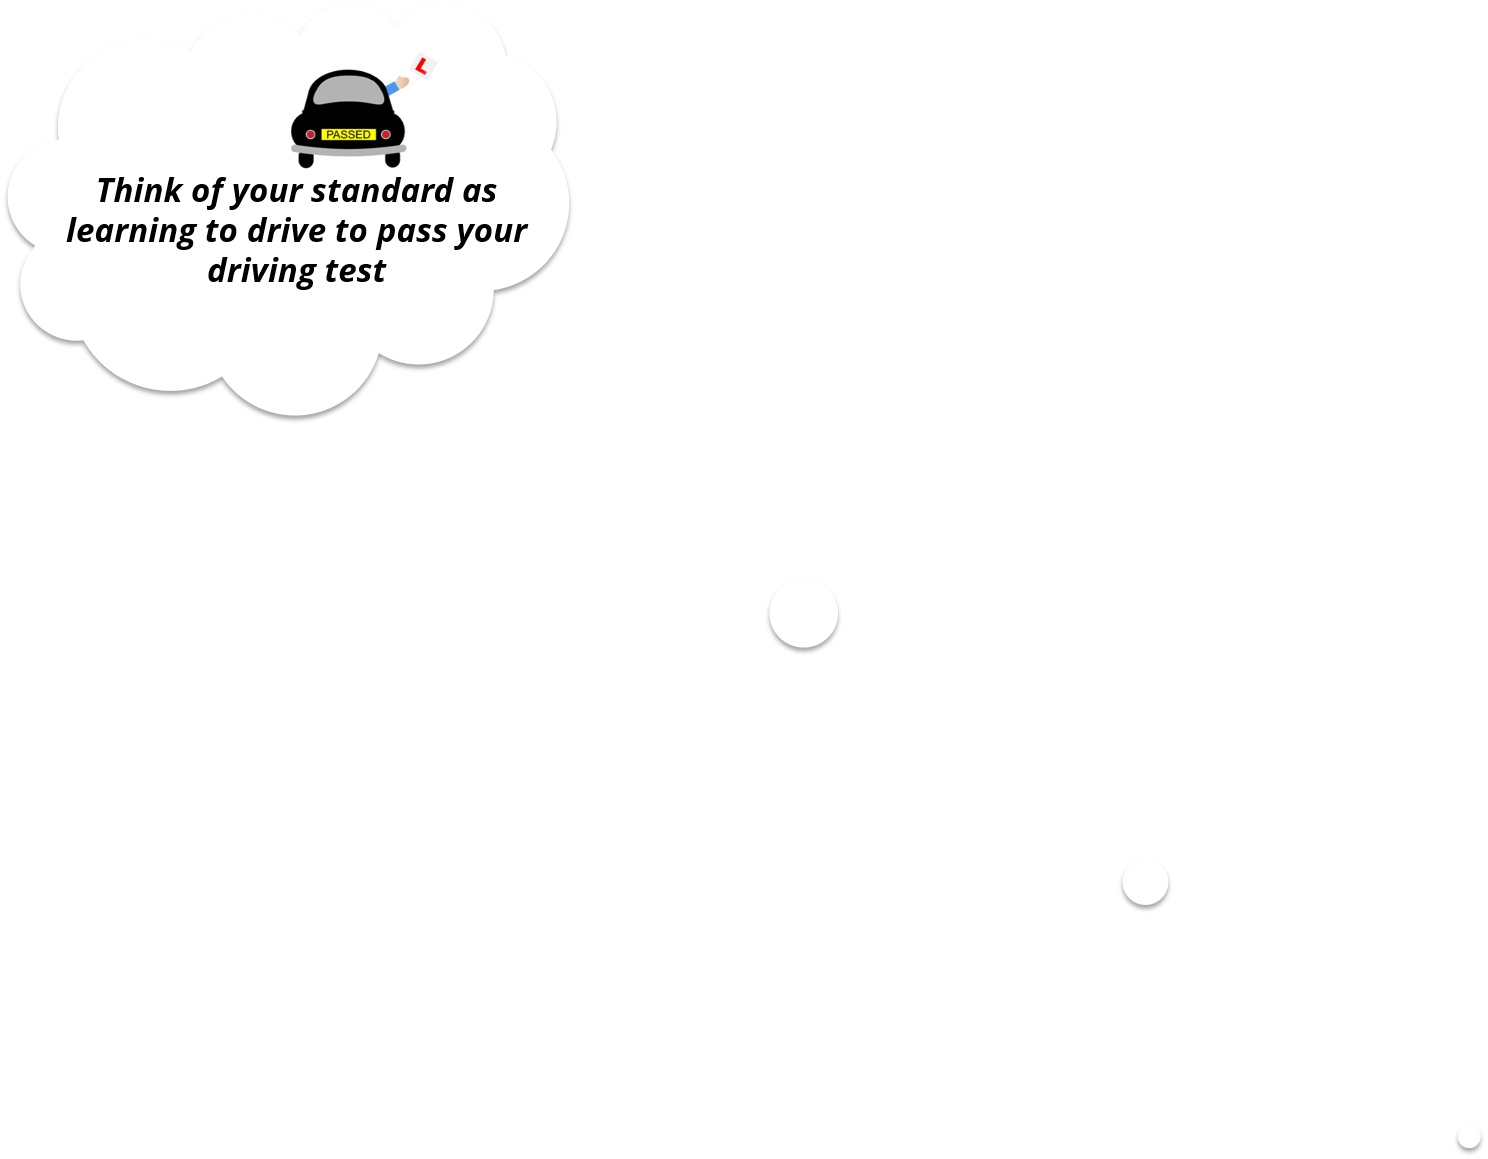 L
PASSED
Think of your standard as
learning to drive to pass your
driving test